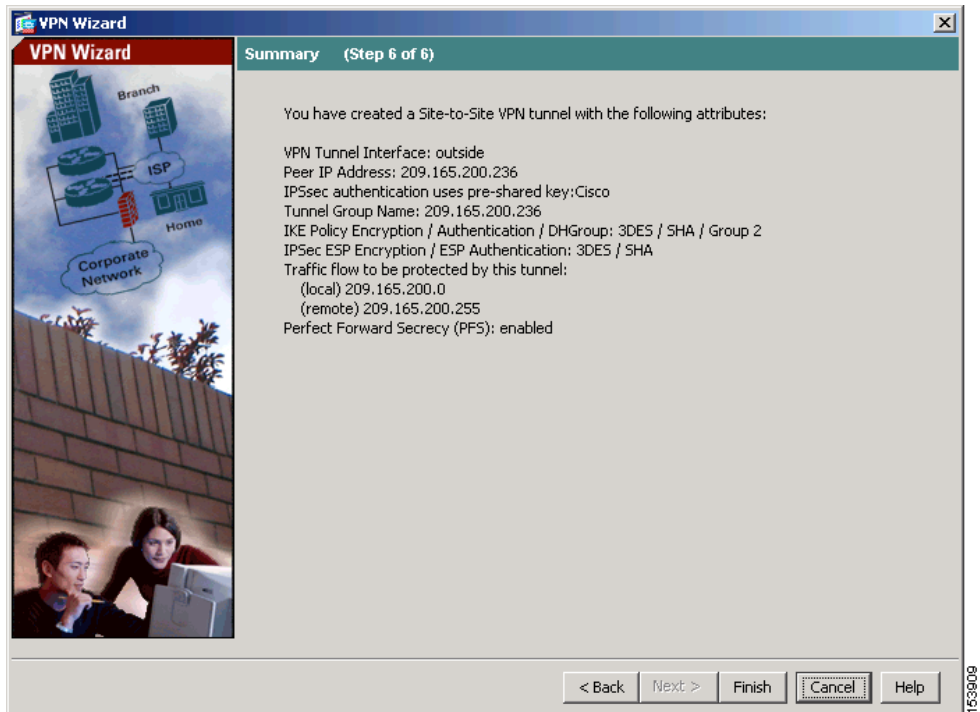 VPN Wizard
VPN Wizard
Summary (Step 6 of 6)
Branch
ISP
Home
Corporate
Network
You have created a Site-to-Site VPN tunnel with the following attributes:
VPN Tunnel Interface: outside
Peer IP Address: 209.165.200.236
IPSsec authentication uses pre-shared key:Cisco
Tunnel Group Name: 209.165.200.236
IKE Policy Encryption / Authentication / DHGroup: 3DES / SHA / Group 2
IPSec ESP Encryption / ESP Authentication: 3DES / SHA
Traffic flow to be protected by this tunnel:
(local) 209.165.200.0
(remote) 209.165.200.255
Perfect Forward Secrecy (PFS): enabled
< Back Next > Finish Cancel Help
153909